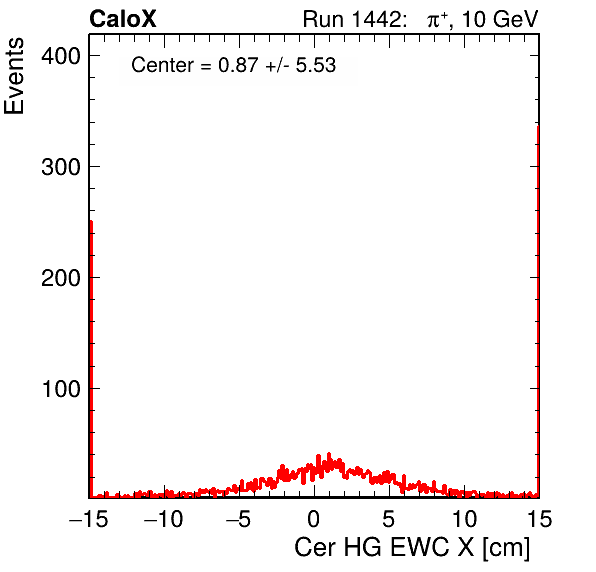 CaloX Run 1442: π⁺, 10 GeV
Center = 0.87 +/- 5.53
Events
400
300
200
100
−15 −10 −5 0 5 10 15
Cer HG EWC X [cm]